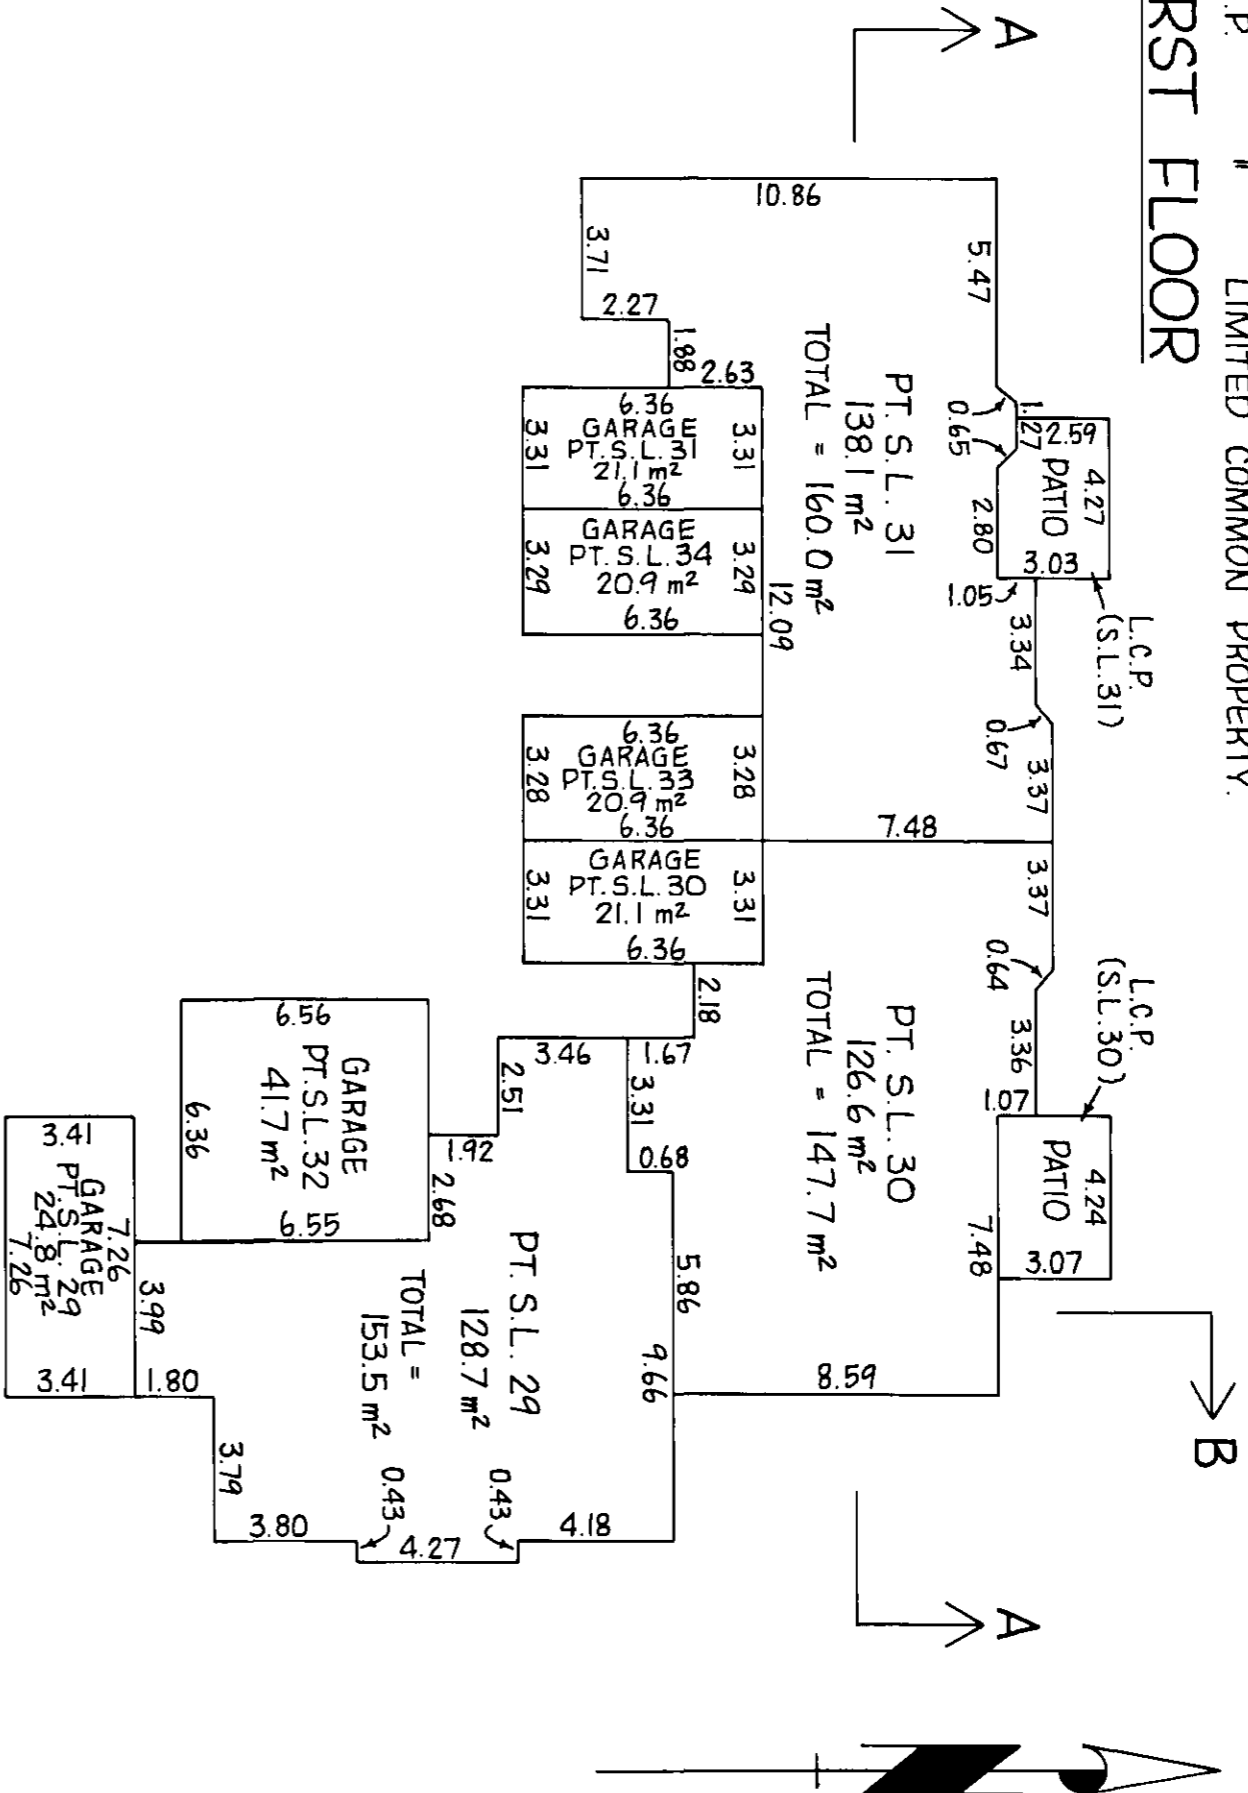 .P. " LIMITED COMMON PROPERTY.
RST FLOOR
A
B
A
L.C.P.
(S.L.31)
L.C.P.
(S.L.30)
4.27
PATIO
2.59
3.03
1.27
0.65
5.47
2.80
1.05
3.34
0.67
3.37
3.37
0.64
3.36
1.07
4.24
PATIO
3.07
7.48
10.86
PT. S.L. 31
138.1 m²
TOTAL = 160.0 m²
7.48
PT. S.L. 30
126.6 m²
TOTAL = 147.7 m²
8.59
3.71
2.27
1.88
2.63
12.09
3.31
6.36
GARAGE
PT. S.L. 31
21.1 m²
6.36
3.31
3.29
GARAGE
PT. S.L. 34
20.9 m²
6.36
3.29
3.28
6.36
GARAGE
PT. S.L. 33
20.9 m²
6.36
3.28
3.31
GARAGE
PT. S.L. 30
21.1 m²
6.36
3.31
2.18
1.67
3.46
3.31
0.68
5.86
9.66
2.51
1.92
2.68
GARAGE
PT. S.L. 32
41.7 m²
6.56
6.36
6.55
PT. S.L. 29
128.7 m²
TOTAL =
153.5 m²
4.18
0.43
4.27
0.43
3.80
3.79
1.80
3.99
7.26
GARAGE
PT. S.L. 29
24.8 m²
7.26
3.41
3.41